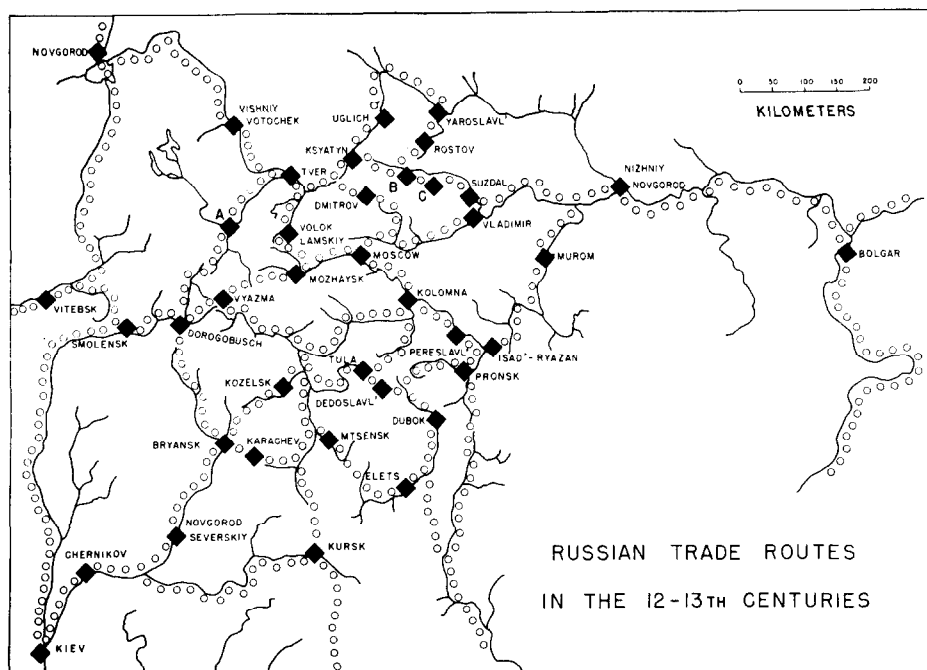 NOVGOROD
VISHNIY
VOTOCHEK
UGLICH
YAROSLAVL'
0 50 100 150 200
KILOMETERS
KSYATYN
ROSTOV
TVER
B
C
SUZDAL
NIZHNIY
NOVGOROD
DMITROV
A
VOLOK
LAMSKIY
VLADIMIR
MOSCOW
MUROM
BOLGAR
MOZHAYSK
VITEBSK
VYAZMA
KOLOMNA
SMOLENSK
DOROGOBUSCH
PERESLAVL'
ISAD'-RYAZAN
TULA
PRONSK
KOZELSK
DEDOSLAVL'
DUBOK
BRYANSK
KARACHEV
MTSENSK
ELETS
NOVGOROD
SEVERSKIY
KURSK
CHERNIKOV
KIEV
RUSSIAN TRADE ROUTES
IN THE 12-13TH CENTURIES